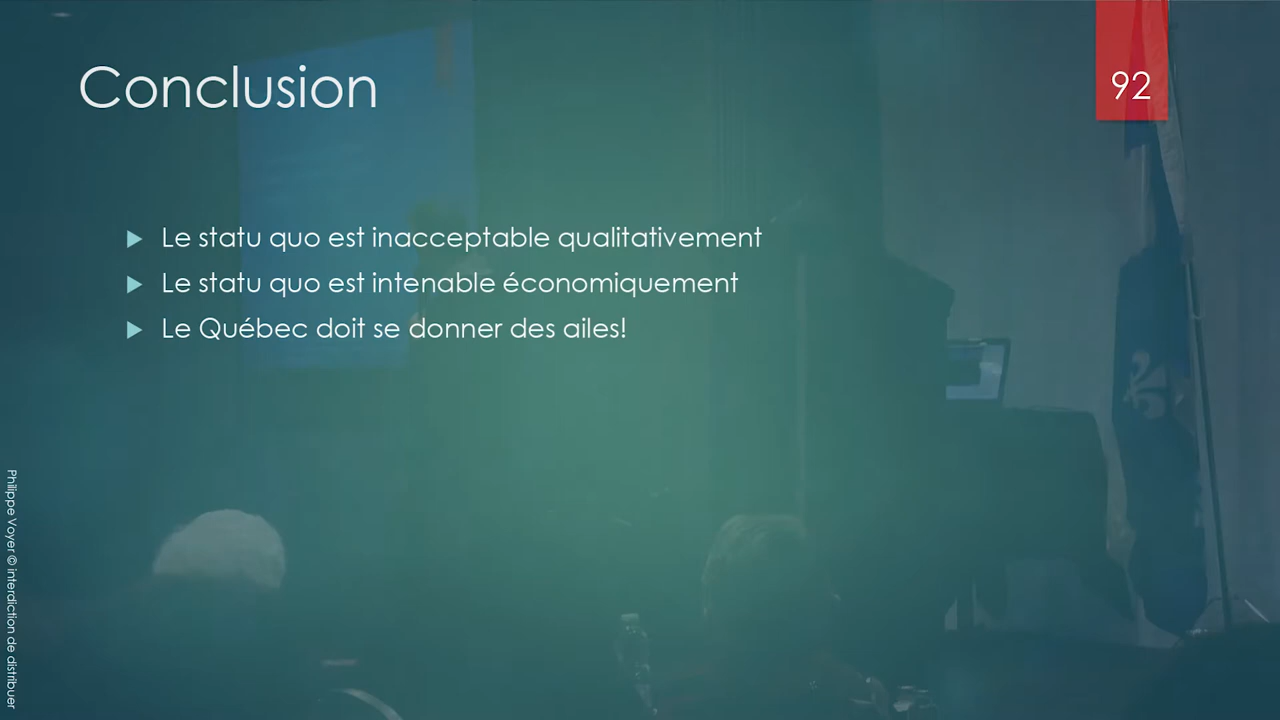 Conclusion
92
Le statu quo est inacceptable qualitativement
Le statu quo est intenable économiquement
Le Québec doit se donner des ailes!
Philippe Voyer © interdiction de distribuer